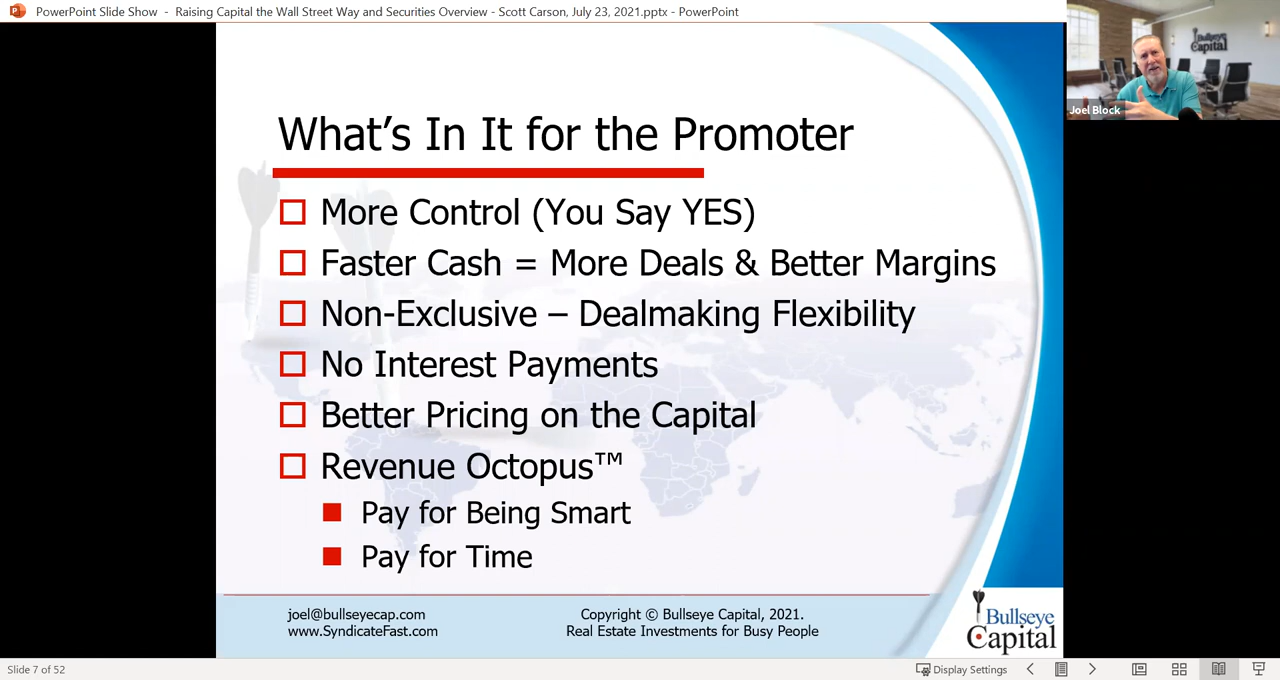 PowerPoint Slide Show - Raising Capital the Wall Street Way and Securities Overview - Scott Carson, July 23, 2021.pptx - PowerPoint
Bullseye
Capital
Joel Block
What's In It for the Promoter
More Control (You Say YES)
Faster Cash = More Deals & Better Margins
Non-Exclusive – Dealmaking Flexibility
No Interest Payments
Better Pricing on the Capital
Revenue Octopus™
Pay for Being Smart
Pay for Time
joel@bullseyecap.com
www.SyndicateFast.com
Copyright © Bullseye Capital, 2021.
Real Estate Investments for Busy People
Bullseye
Capital
Slide 7 of 52
Display Settings